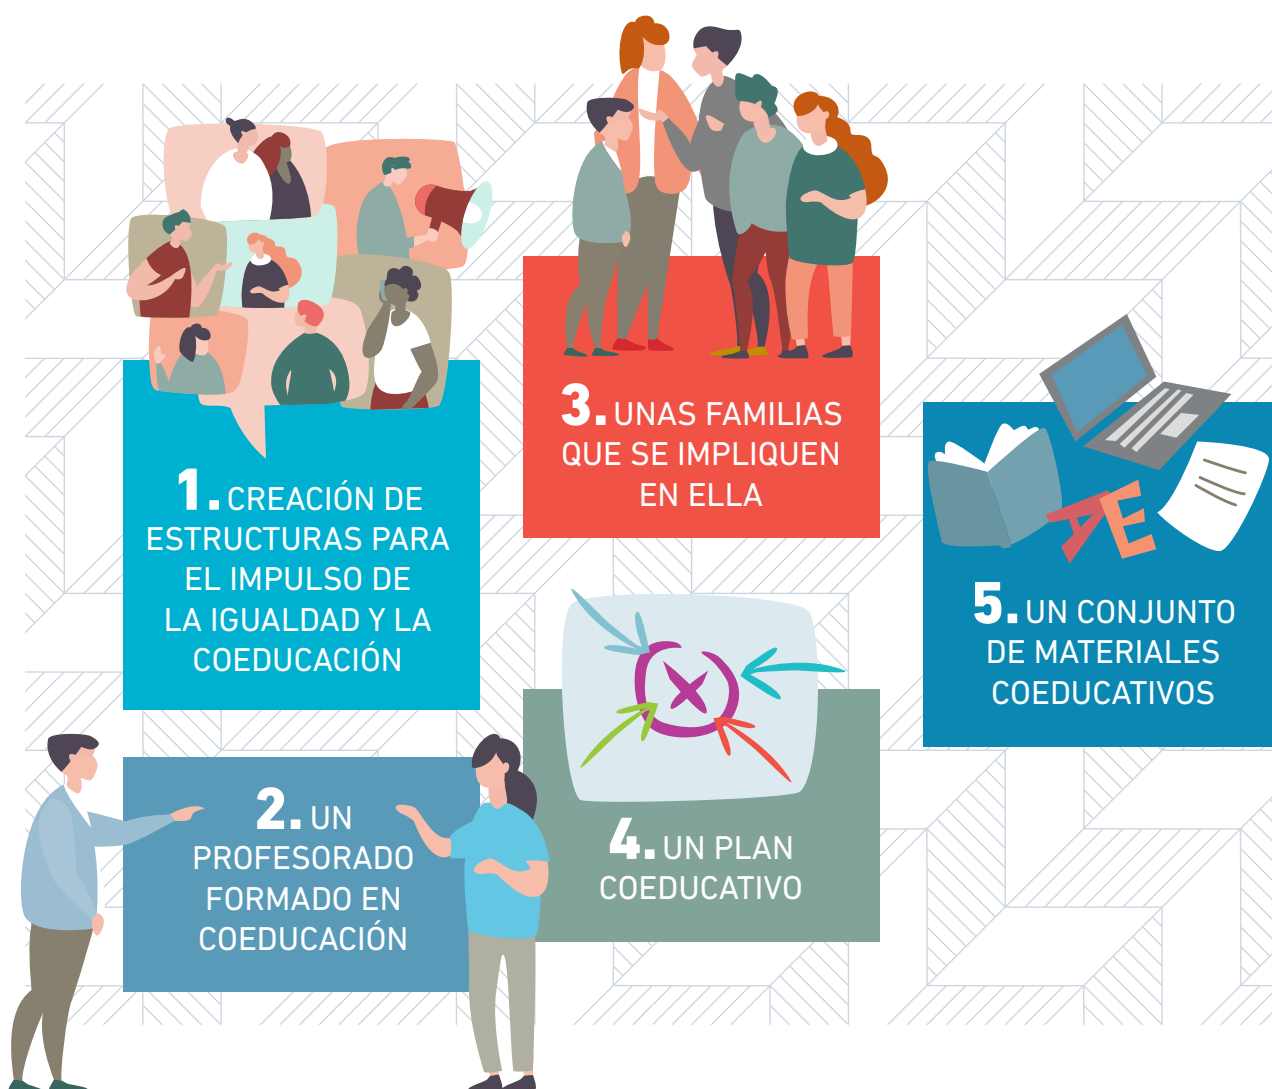 1. CREACIÓN DE
ESTRUCTURAS PARA
EL IMPULSO DE
LA IGUALDAD Y LA
COEDUCACIÓN
2. UN
PROFESORADO
FORMADO EN
COEDUCACIÓN
3. UNAS FAMILIAS
QUE SE IMPLIQUEN
EN ELLA
4. UN PLAN
COEDUCATIVO
AE
5. UN CONJUNTO
DE MATERIALES
COEDUCATIVOS